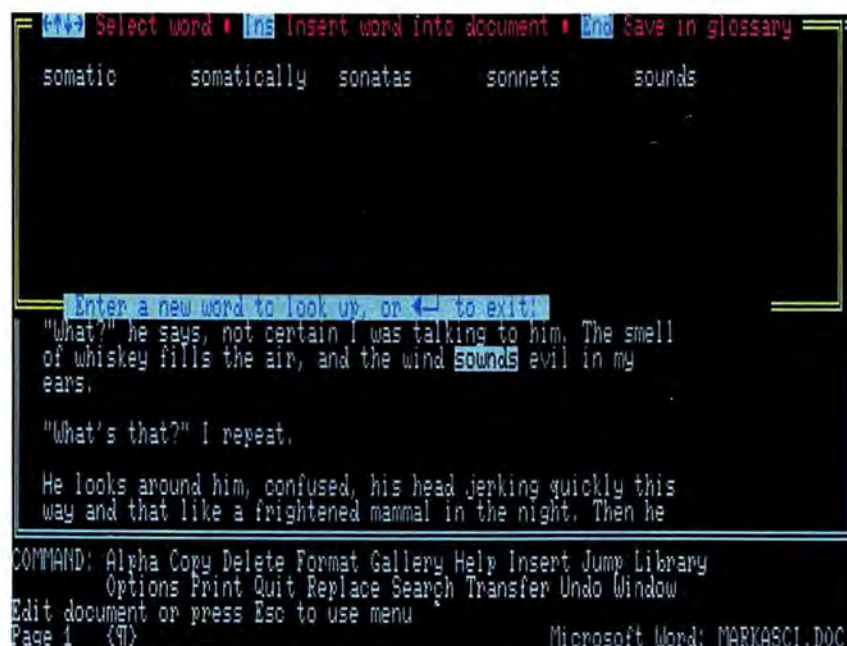 ←↑↓→ Select word ▪ Ins Insert word into document ▪ End Save in glossary
somatic somatically sonatas sonnets sounds
Enter a new word to look up, or ↵ to exit:
"What?" he says, not certain I was talking to him. The smell
of whiskey fills the air, and the wind sownds evil in my
ears.
"What's that?" I repeat.
He looks around him, confused, his head jerking quickly this
way and that like a frightened mammal in the night. Then he
COMMAND: Alpha Copy Delete Format Gallery Help Insert Jump Library
Options Print Quit Replace Search Transfer Undo Window
Edit document or press Esc to use menu
Page 1 {¶} Microsoft Word: MARKASCI.DOC